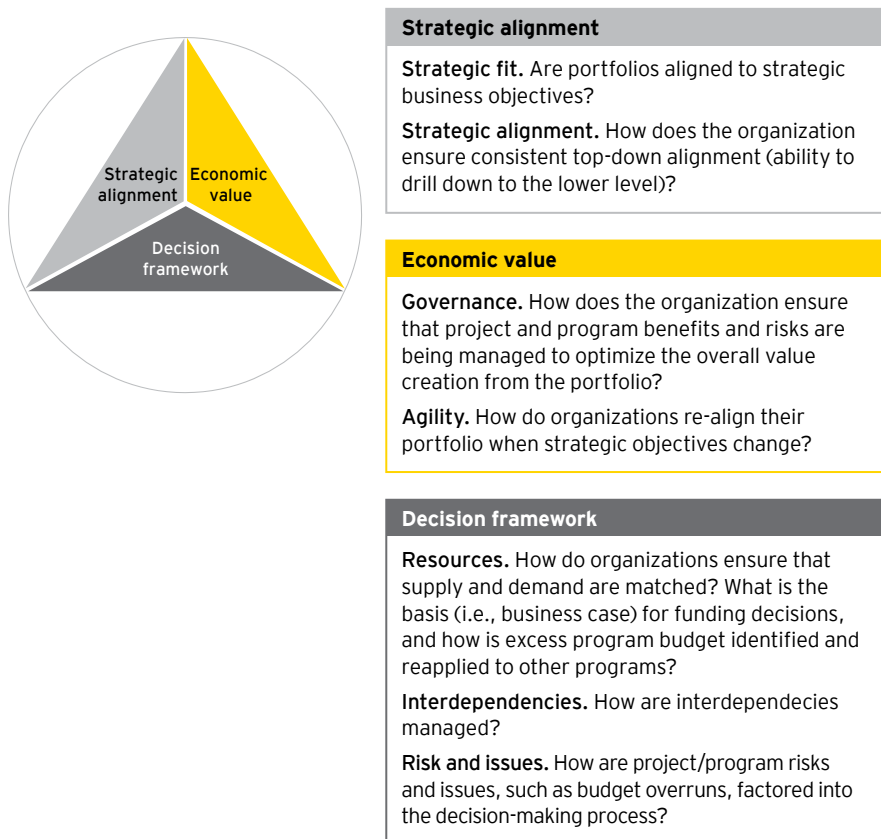 Strategic
alignment
Economic
value
Decision
framework
Strategic alignment
Strategic fit. Are portfolios aligned to strategic
business objectives?
Strategic alignment. How does the organization
ensure consistent top-down alignment (ability to
drill down to the lower level)?
Economic value
Governance. How does the organization ensure
that project and program benefits and risks are
being managed to optimize the overall value
creation from the portfolio?
Agility. How do organizations re-align their
portfolio when strategic objectives change?
Decision framework
Resources. How do organizations ensure that
supply and demand are matched? What is the
basis (i.e., business case) for funding decisions,
and how is excess program budget identified and
reapplied to other programs?
Interdependencies. How are interdependecies
managed?
Risk and issues. How are project/program risks
and issues, such as budget overruns, factored into
the decision-making process?